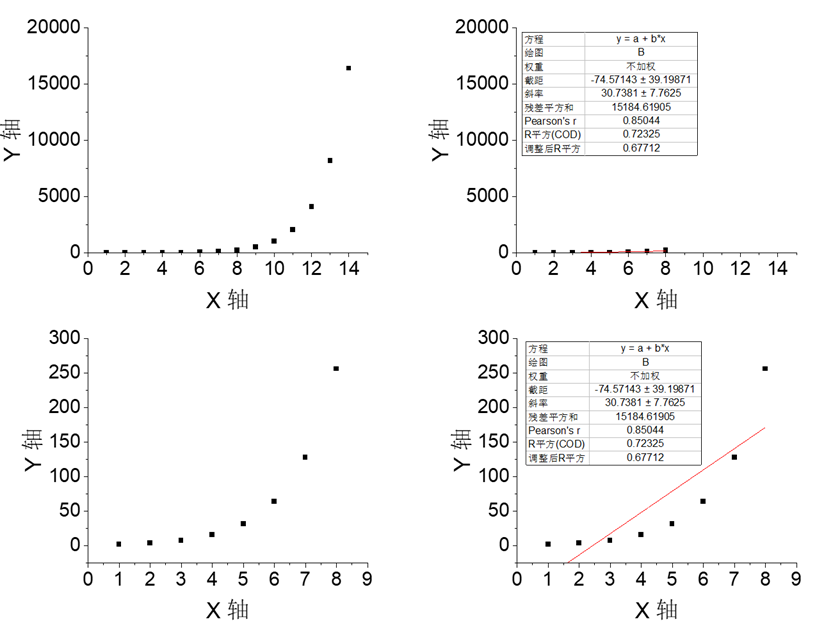 20000
15000
10000
5000
0
Y 轴
0 2 4 6 8 10 12 14
X 轴
20000
15000
10000
5000
0
Y 轴
方程 y = a + b*x
绘图 B
权重 不加权
截距 -74.57143 ± 39.19871
斜率 30.7381 ± 7.7625
残差平方和 15184.61905
Pearson's r 0.85044
R平方(COD) 0.72325
调整后R平方 0.67712
0 2 4 6 8 10 12 14
X 轴
300
250
200
150
100
50
0
Y 轴
0 1 2 3 4 5 6 7 8 9
X 轴
300
250
200
150
100
50
0
Y 轴
方程 y = a + b*x
绘图 B
权重 不加权
截距 -74.57143 ± 39.19871
斜率 30.7381 ± 7.7625
残差平方和 15184.61905
Pearson's r 0.85044
R平方(COD) 0.72325
调整后R平方 0.67712
0 1 2 3 4 5 6 7 8 9
X 轴